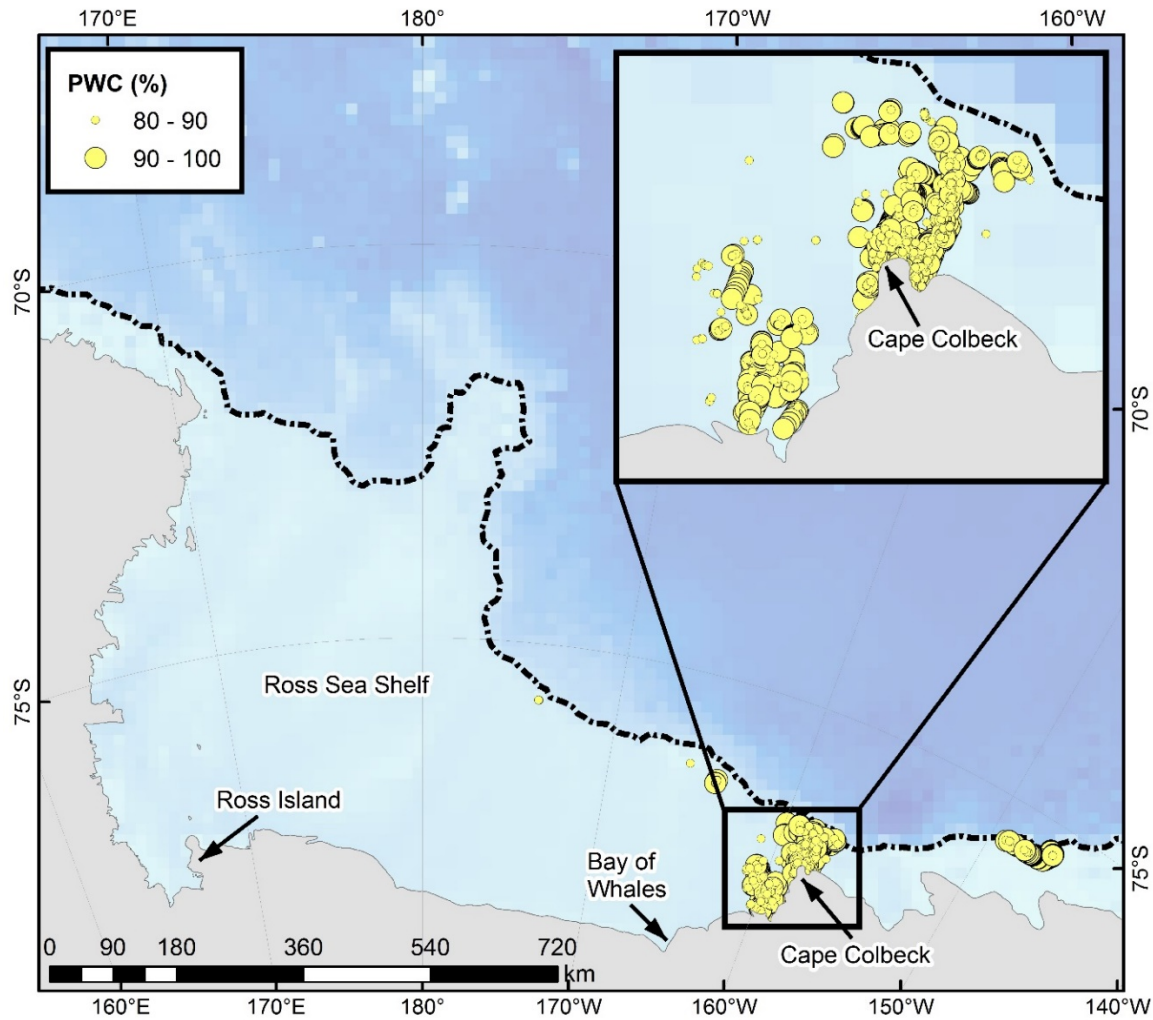 170°E 180° 170°W 160°W
PWC (%)
80 - 90
90 - 100
Cape Colbeck
70°S
70°S
Ross Sea Shelf
75°S
Ross Island
Bay of
Whales
75°S
Cape Colbeck
0 90 180 360 540 720
km
160°E 170°E 180° 170°W 160°W 150°W 140°W